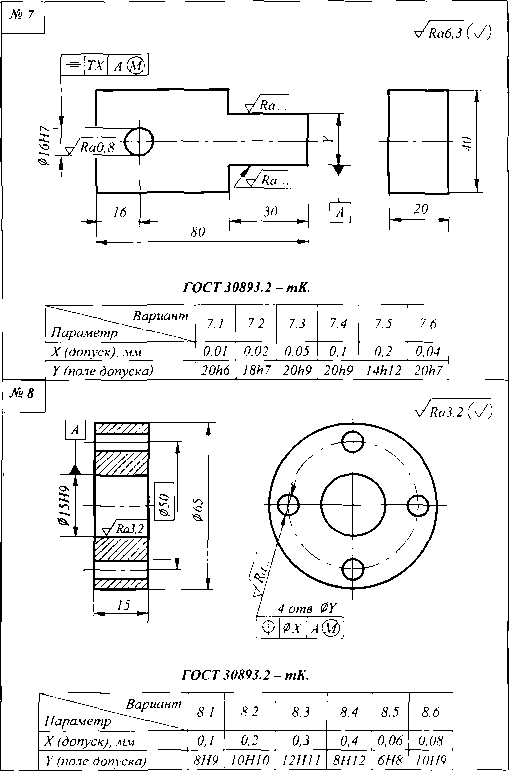 № 7
Ra6,3 (√)
TX A M
Ø16H7
Ra0,8
Ra...
Ra...
Y
40
16
30
A
20
80
ГОСТ 30893.2 – mK.
Вариант 7.1 7.2 7.3 7.4 7.5 7.6
Параметр
X (допуск), мм 0,01 0,02 0,05 0,1 0,2 0,04
Y (поле допуска) 20h6 18h7 20h9 20h9 14h12 20h7
№ 8
Ra3,2 (√)
A
Ø15H9
Ra3,2
Ø50
Ø65
Ra..
15
4 отв ØY
ØX A M
ГОСТ 30893.2 – mK.
Вариант 8.1 8.2 8.3 8.4 8.5 8.6
Параметр
X (допуск), мм 0,1 0,2 0,3 0,4 0,06 0,08
Y (поле допуска) 8H9 10H10 12H11 8H12 6H8 10H9